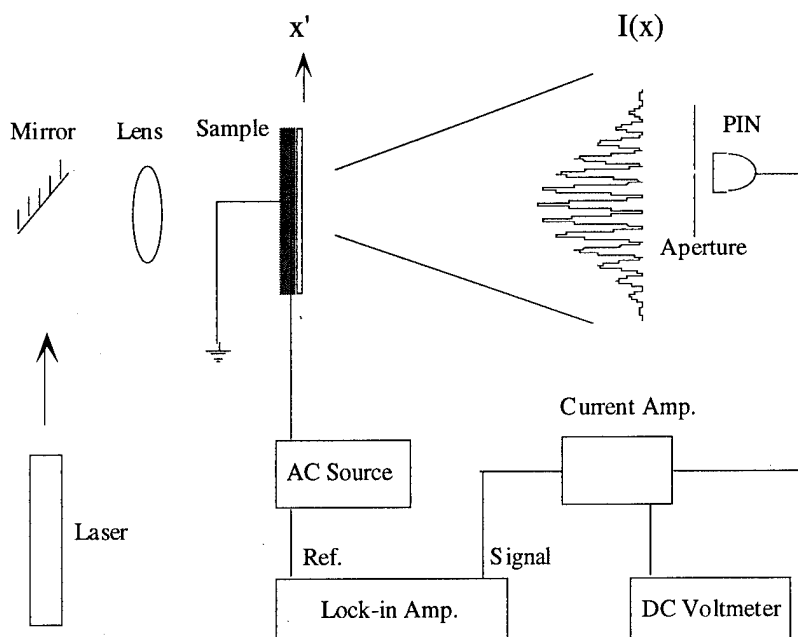 x'
I(x)
Mirror
Lens
Sample
PIN
Aperture
Current Amp.
AC Source
Laser
Ref.
Signal
Lock-in Amp.
DC Voltmeter